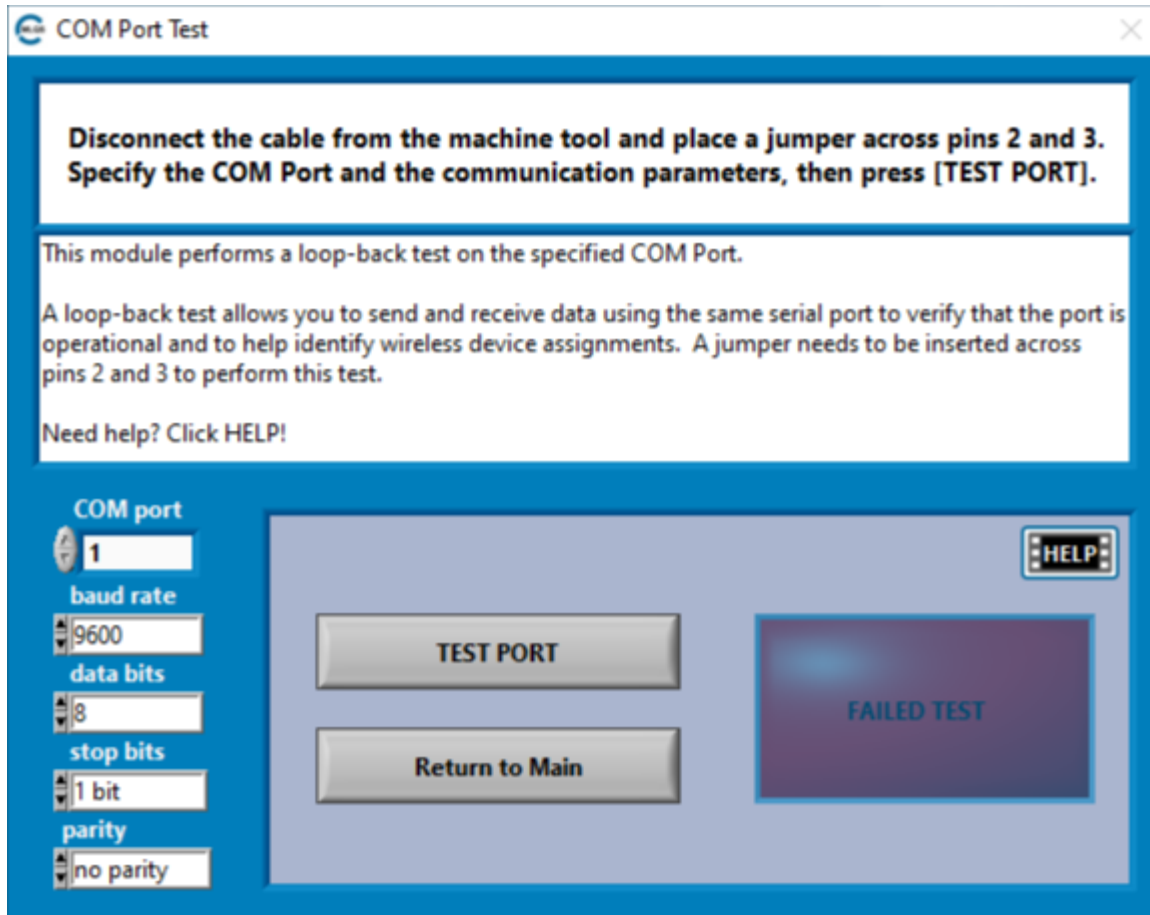 COM Port Test
Disconnect the cable from the machine tool and place a jumper across pins 2 and 3.
Specify the COM Port and the communication parameters, then press [TEST PORT].
This module performs a loop-back test on the specified COM Port.
A loop-back test allows you to send and receive data using the same serial port to verify that the port is
operational and to help identify wireless device assignments. A jumper needs to be inserted across
pins 2 and 3 to perform this test.
Need help? Click HELP!
COM port
1
baud rate
9600
data bits
8
stop bits
1 bit
parity
no parity
HELP
TEST PORT
Return to Main
FAILED TEST